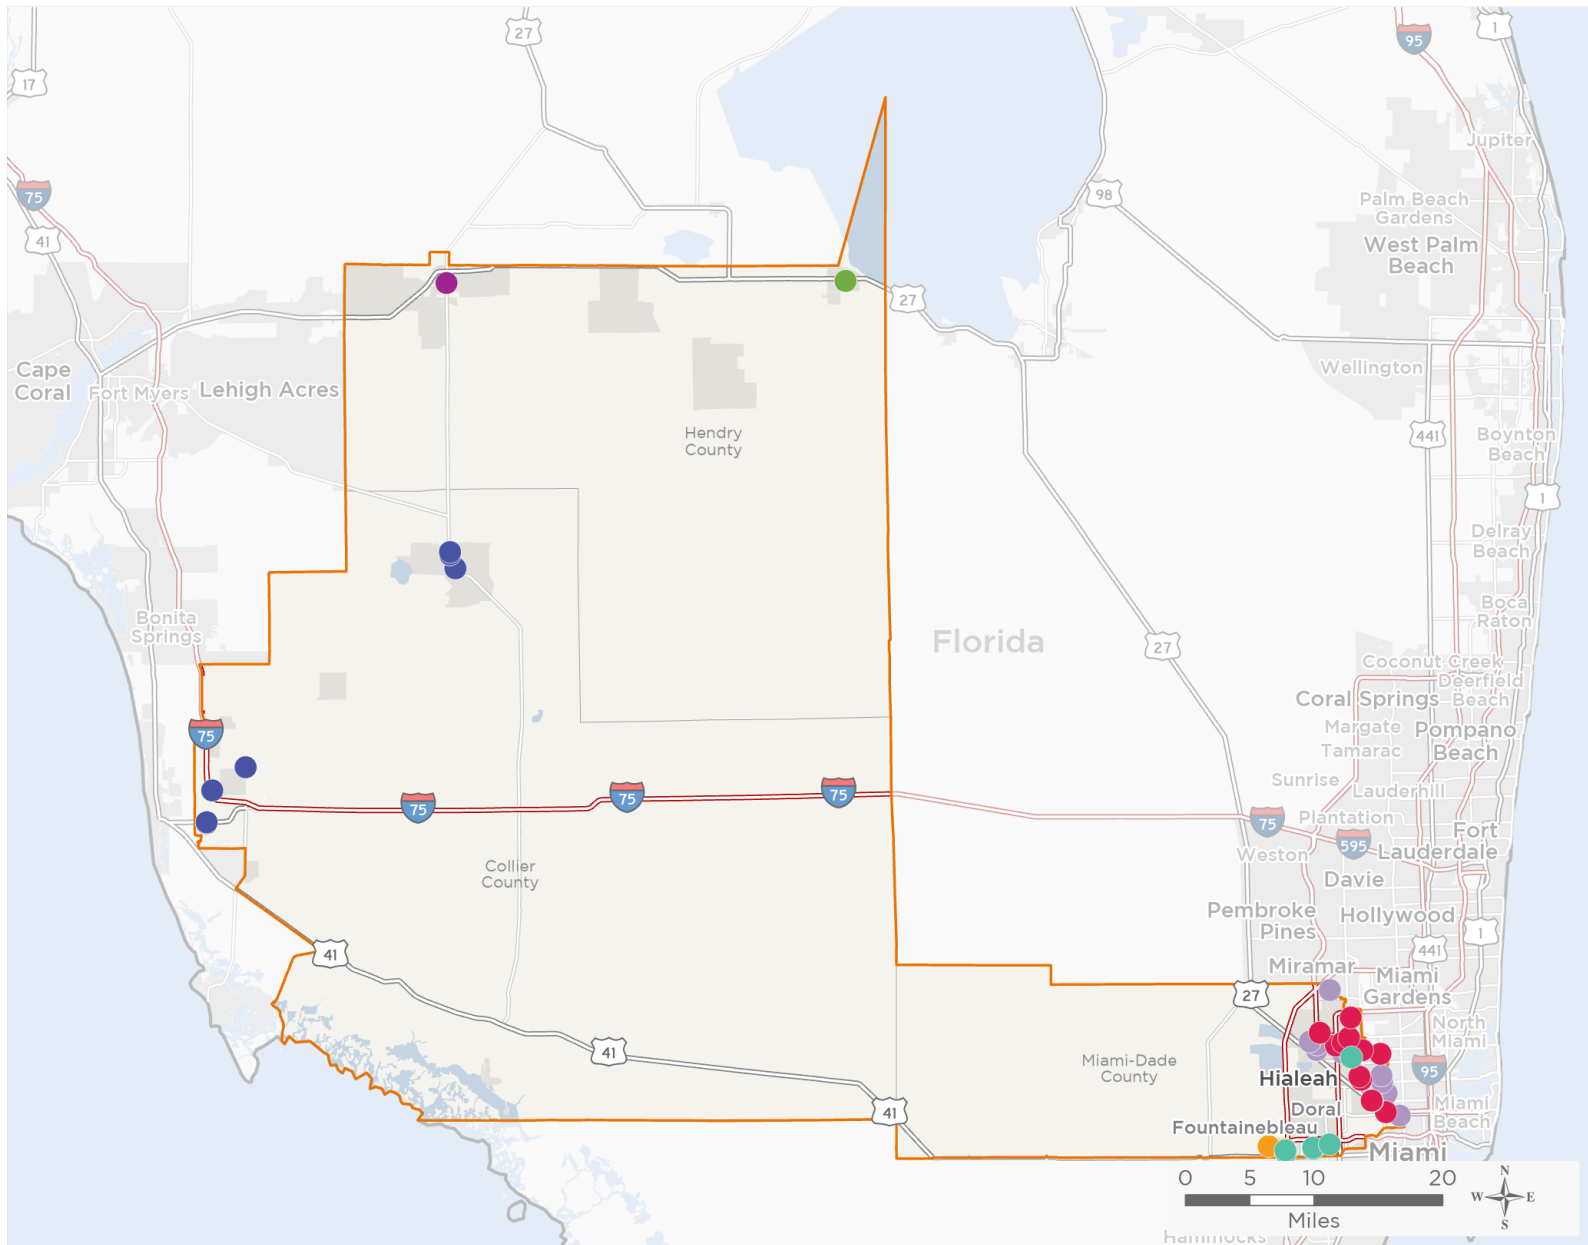 27
1
95
17
Jupiter
75
98
Palm Beach
Gardens
41
West Palm
Beach
27
Cape
Coral
Fort Myers
Lehigh Acres
Wellington
Hendry
County
441
Boynton
Beach
1
Delray
Beach
Bonita
Springs
Boca
Raton
Florida
27
Coconut Creek
Deerfield
Beach
Coral Springs
Margate
Pompano
Beach
Tamarac
75
Sunrise
Lauderhill
75
75
75
75
Plantation
Fort
Lauderdale
595
Weston
Davie
Collier
County
Pembroke
Pines
Hollywood
1
441
41
Miramar
Miami
Gardens
27
North
Miami
41
Miami-Dade
County
Hialeah
95
Doral
Miami
Beach
41
Fountainebleau
Miami
0 5 10 20
Miles
N
W E
S
Hammocks